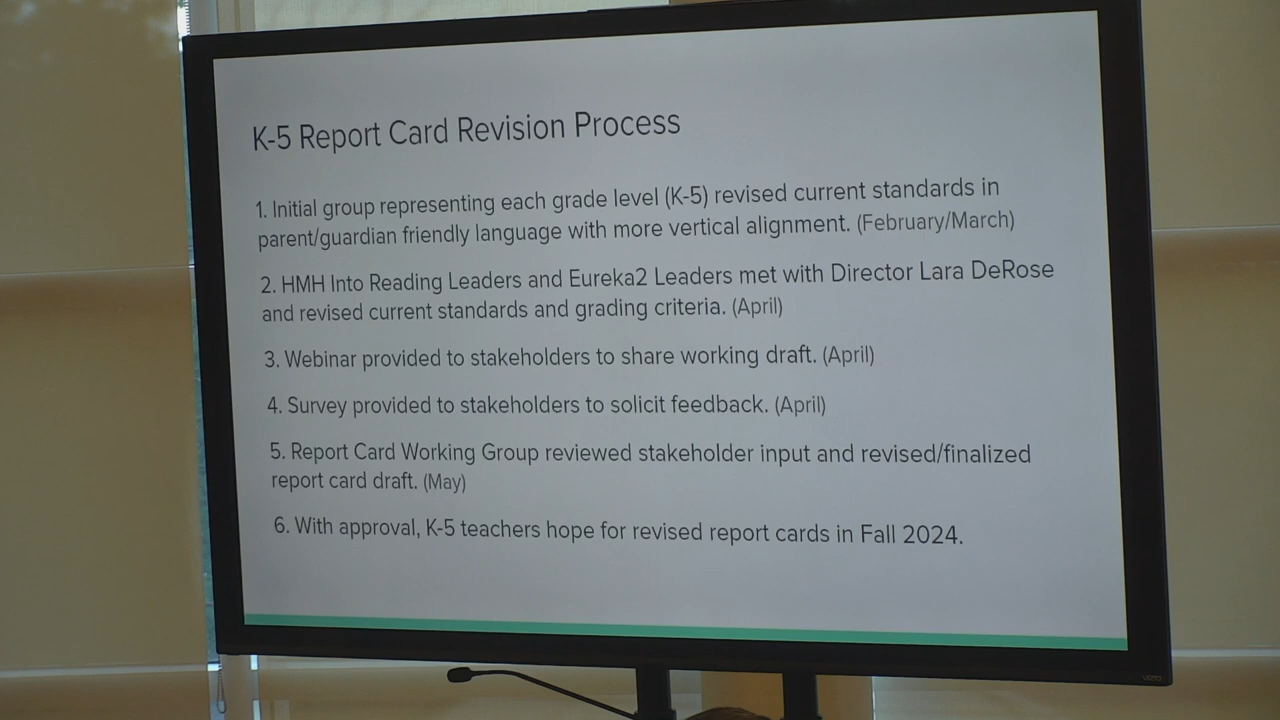 K-5 Report Card Revision Process
1. Initial group representing each grade level (K-5) revised current standards in
parent/guardian friendly language with more vertical alignment. (February/March)
2. HMH Into Reading Leaders and Eureka2 Leaders met with Director Lara DeRose
and revised current standards and grading criteria. (April)
3. Webinar provided to stakeholders to share working draft. (April)
4. Survey provided to stakeholders to solicit feedback. (April)
5. Report Card Working Group reviewed stakeholder input and revised/finalized
report card draft. (May)
6. With approval, K-5 teachers hope for revised report cards in Fall 2024.
VIZIO